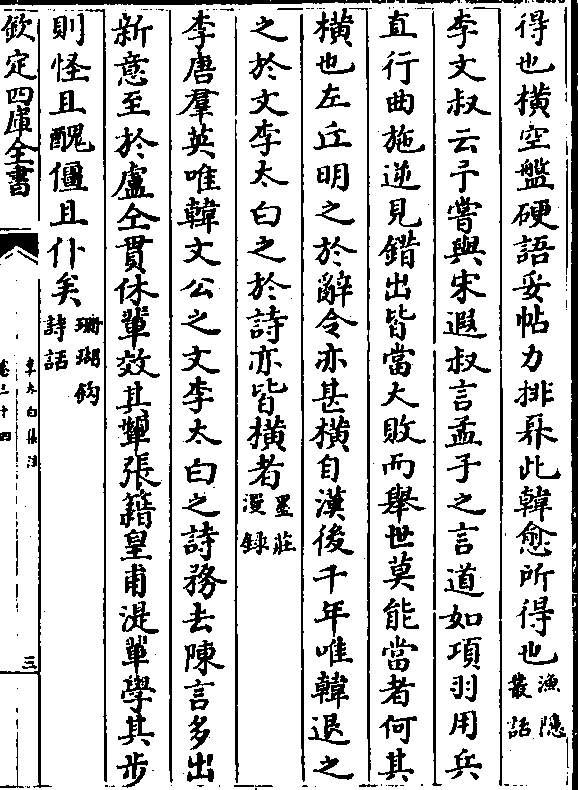 得也橫空盤硬語妥帖力排奡此韓愈所得也漁隱叢話
李文叔云予嘗與宋遐叔言孟子之言道如項羽用兵
直行曲施逆見錯出皆當大敗而舉世莫能當者何其
橫也左丘明之於辭令亦甚橫自漢後千年唯韓退之
之於文李太白之於詩亦皆橫者墨莊漫録
李唐羣英唯韓文公之文李太白之詩務去陳言多出
新意至於盧仝貫休輩效其顰張籍皇甫湜輩學其步
則怪且醜僵且仆矣珊瑚鈎詩話
欽定四庫全書
李太白集注
卷三十四
三